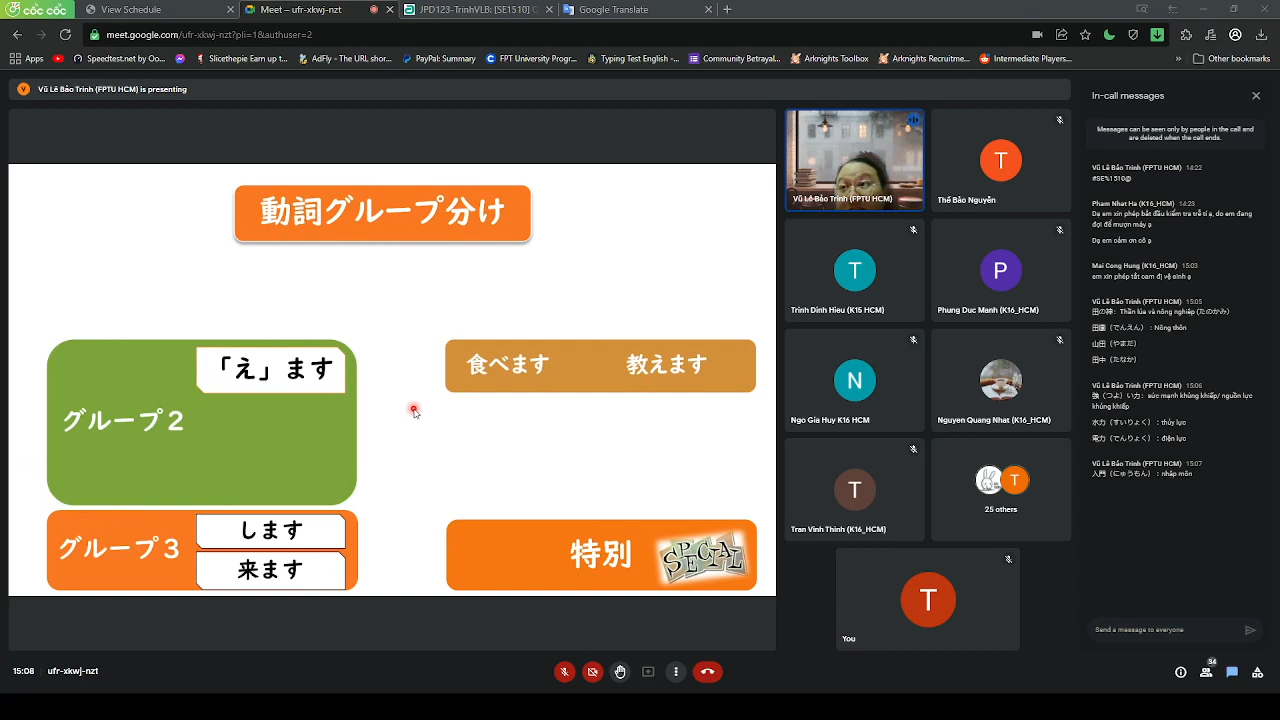 cốc cốc
View Schedule
Meet – ufr-xkwj-nzt
JPD123-TrinhVLB: [SE1510] C
Google Translate
meet.google.com/ufr-xkwj-nzt?pli=1&authuser=2
Apps
Speedtest.net by Oo...
Slicethepie Earn up t...
AdFly - The URL shor...
PayPal: Summary
FPT University Progr...
Typing Test English -...
Community Betrayal...
Arknights Toolbox
Arknights Recruitme...
Intermediate Players...
»
Other bookmarks
V
Vũ Lê Bảo Trinh (FPTU HCM) is presenting
動詞グループ分け
「え」ます
グループ２
食べます 教えます
グループ３
します
来ます
特別
SPECIAL
Vũ Lê Bảo Trinh (FPTU HCM)
T
Thế Bảo Nguyễn
T
Trinh Dinh Hieu (K15 HCM)
P
Phung Duc Manh (K16_HCM)
N
Ngo Gia Huy K16 HCM
Nguyen Quang Nhat (K16_HCM)
T
Tran Vinh Thinh (K16_HCM)
T
25 others
T
You
In-call messages
Messages can be seen only by people in the call and are deleted when the call ends.
Vũ Lê Bảo Trinh (FPTU HCM) 14:22
#SE%1510@
Pham Nhat Ha (K16_HCM) 14:23
Dạ em xin phép bắt đầu kiểm tra trễ tí ạ, do em đang
đợi để mượn máy ạ
Dạ em cảm ơn cô ạ
Mai Cong Hung (K16_HCM) 15:03
em xin phép tắt cam đị vệ sinh ạ
Vũ Lê Bảo Trinh (FPTU HCM) 15:05
田の神：Thần lúa và nông nghiệp (たのかみ)
田園（でんえん）: Nông thôn
山田（やまだ）
田中（たなか）
Vũ Lê Bảo Trinh (FPTU HCM) 15:06
強（つよ）い力：sức mạnh khủng khiếp/ nguồn lực
khủng khiếp
水力（すいりょく）：thủy lực
電力（でんりょく）：điện lực
Vũ Lê Bảo Trinh (FPTU HCM) 15:07
入門（にゅうもん）: nhập môn
Send a message to everyone
15:08
ufr-xkwj-nzt
34